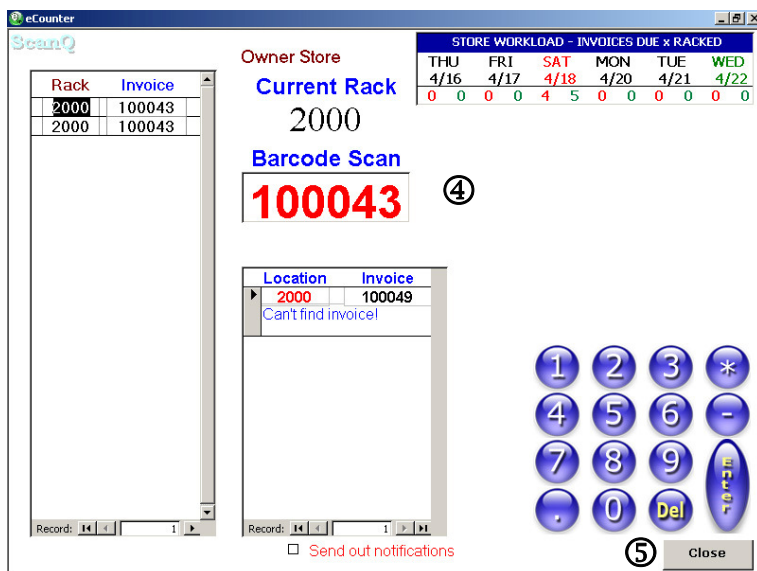 eCounter
ScanQ
Owner Store
STORE WORKLOAD - INVOICES DUE x RACKED
THU FRI SAT MON TUE WED
4/16 4/17 4/18 4/20 4/21 4/22
0 0 0 0 4 5 0 0 0 0 0 0
Rack Invoice
2000 100043
2000 100043
Current Rack
2000
Barcode Scan
100043
④
Location Invoice
2000 100049
Can't find invoice!
1 2 3 *
4 5 6 -
7 8 9 Enter
. 0 Del
Record: 1
Record: 1
Send out notifications
⑤ Close